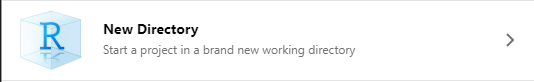 R
New Directory
Start a project in a brand new working directory